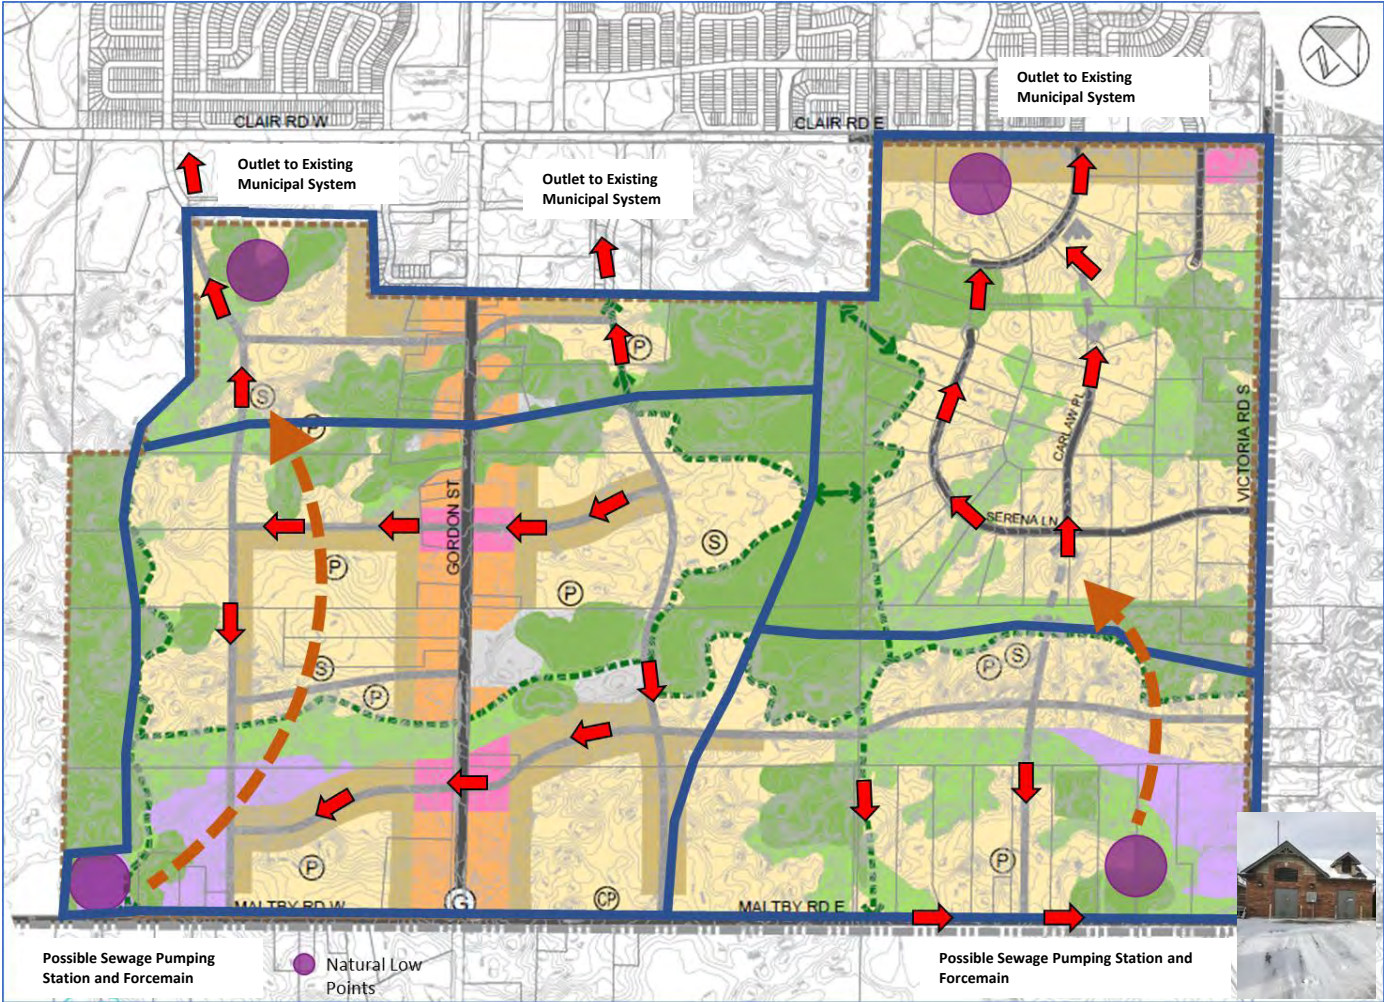 Outlet to Existing
Municipal System
CLAIR RD W
CLAIR RD E
Outlet to Existing
Municipal System
Outlet to Existing
Municipal System
P
S
P
VICTORIA RD S
CARLAW PL
GORDON ST
SERENA LN
S
P
P
S
P
S
P
P
P
CP
G
MALTBY RD W
MALTBY RD E
Possible Sewage Pumping
Station and Forcemain
Natural Low
Points
Possible Sewage Pumping Station and
Forcemain